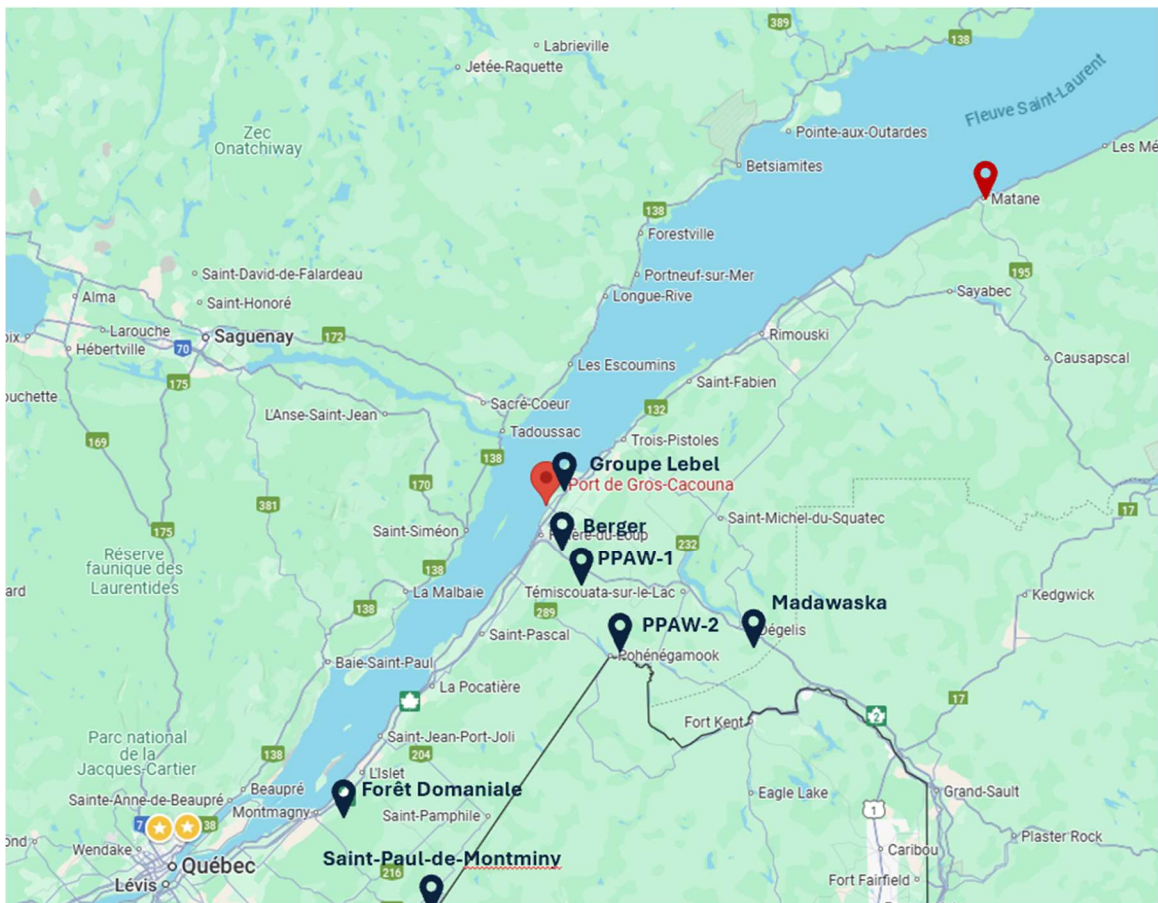 389
138
Labrieville
Jetée-Raquette
Fleuve Saint-Laurent
Zec
Onatchiway
Pointe-aux-Outardes
Les Mé
Betsiamites
Matane
138
Forestville
Saint-David-de-Falardeau
Portneuf-sur-Mer
195
Alma
Saint-Honoré
Longue-Rive
Sayabec
Larouche
Saguenay
172
Rimouski
Hébertville
70
Causapscal
Les Escoumins
175
Saint-Fabien
ouchette
L'Anse-Saint-Jean
Sacré-Coeur
132
Tadoussac
169
Trois-Pistoles
138
Groupe Lebel
170
Port de Gros-Cacouna
381
Saint-Michel-du-Squatec
17
175
Saint-Siméon
Berger
232
Réserve
faunique des
Laurentides
PPAW-1
138
ard
La Malbaie
Témiscouata-sur-le-Lac
Kedgwick
138
289
Madawaska
PPAW-2
Saint-Pascal
Dégelis
Baie-Saint-Paul
Pohénégamook
La Pocatière
17
Fort Kent
2
Parc national
de la
Jacques-Cartier
Saint-Jean-Port-Joli
138
204
L'Islet
Beaupré
Forêt Domaniale
Eagle Lake
Grand-Sault
Sainte-Anne-de-Beaupré
Montmagny
Saint-Pamphile
1
38
Plaster Rock
ond
Wendake
Caribou
Québec
Saint-Paul-de-Montminy
216
Lévis
Fort Fairfield